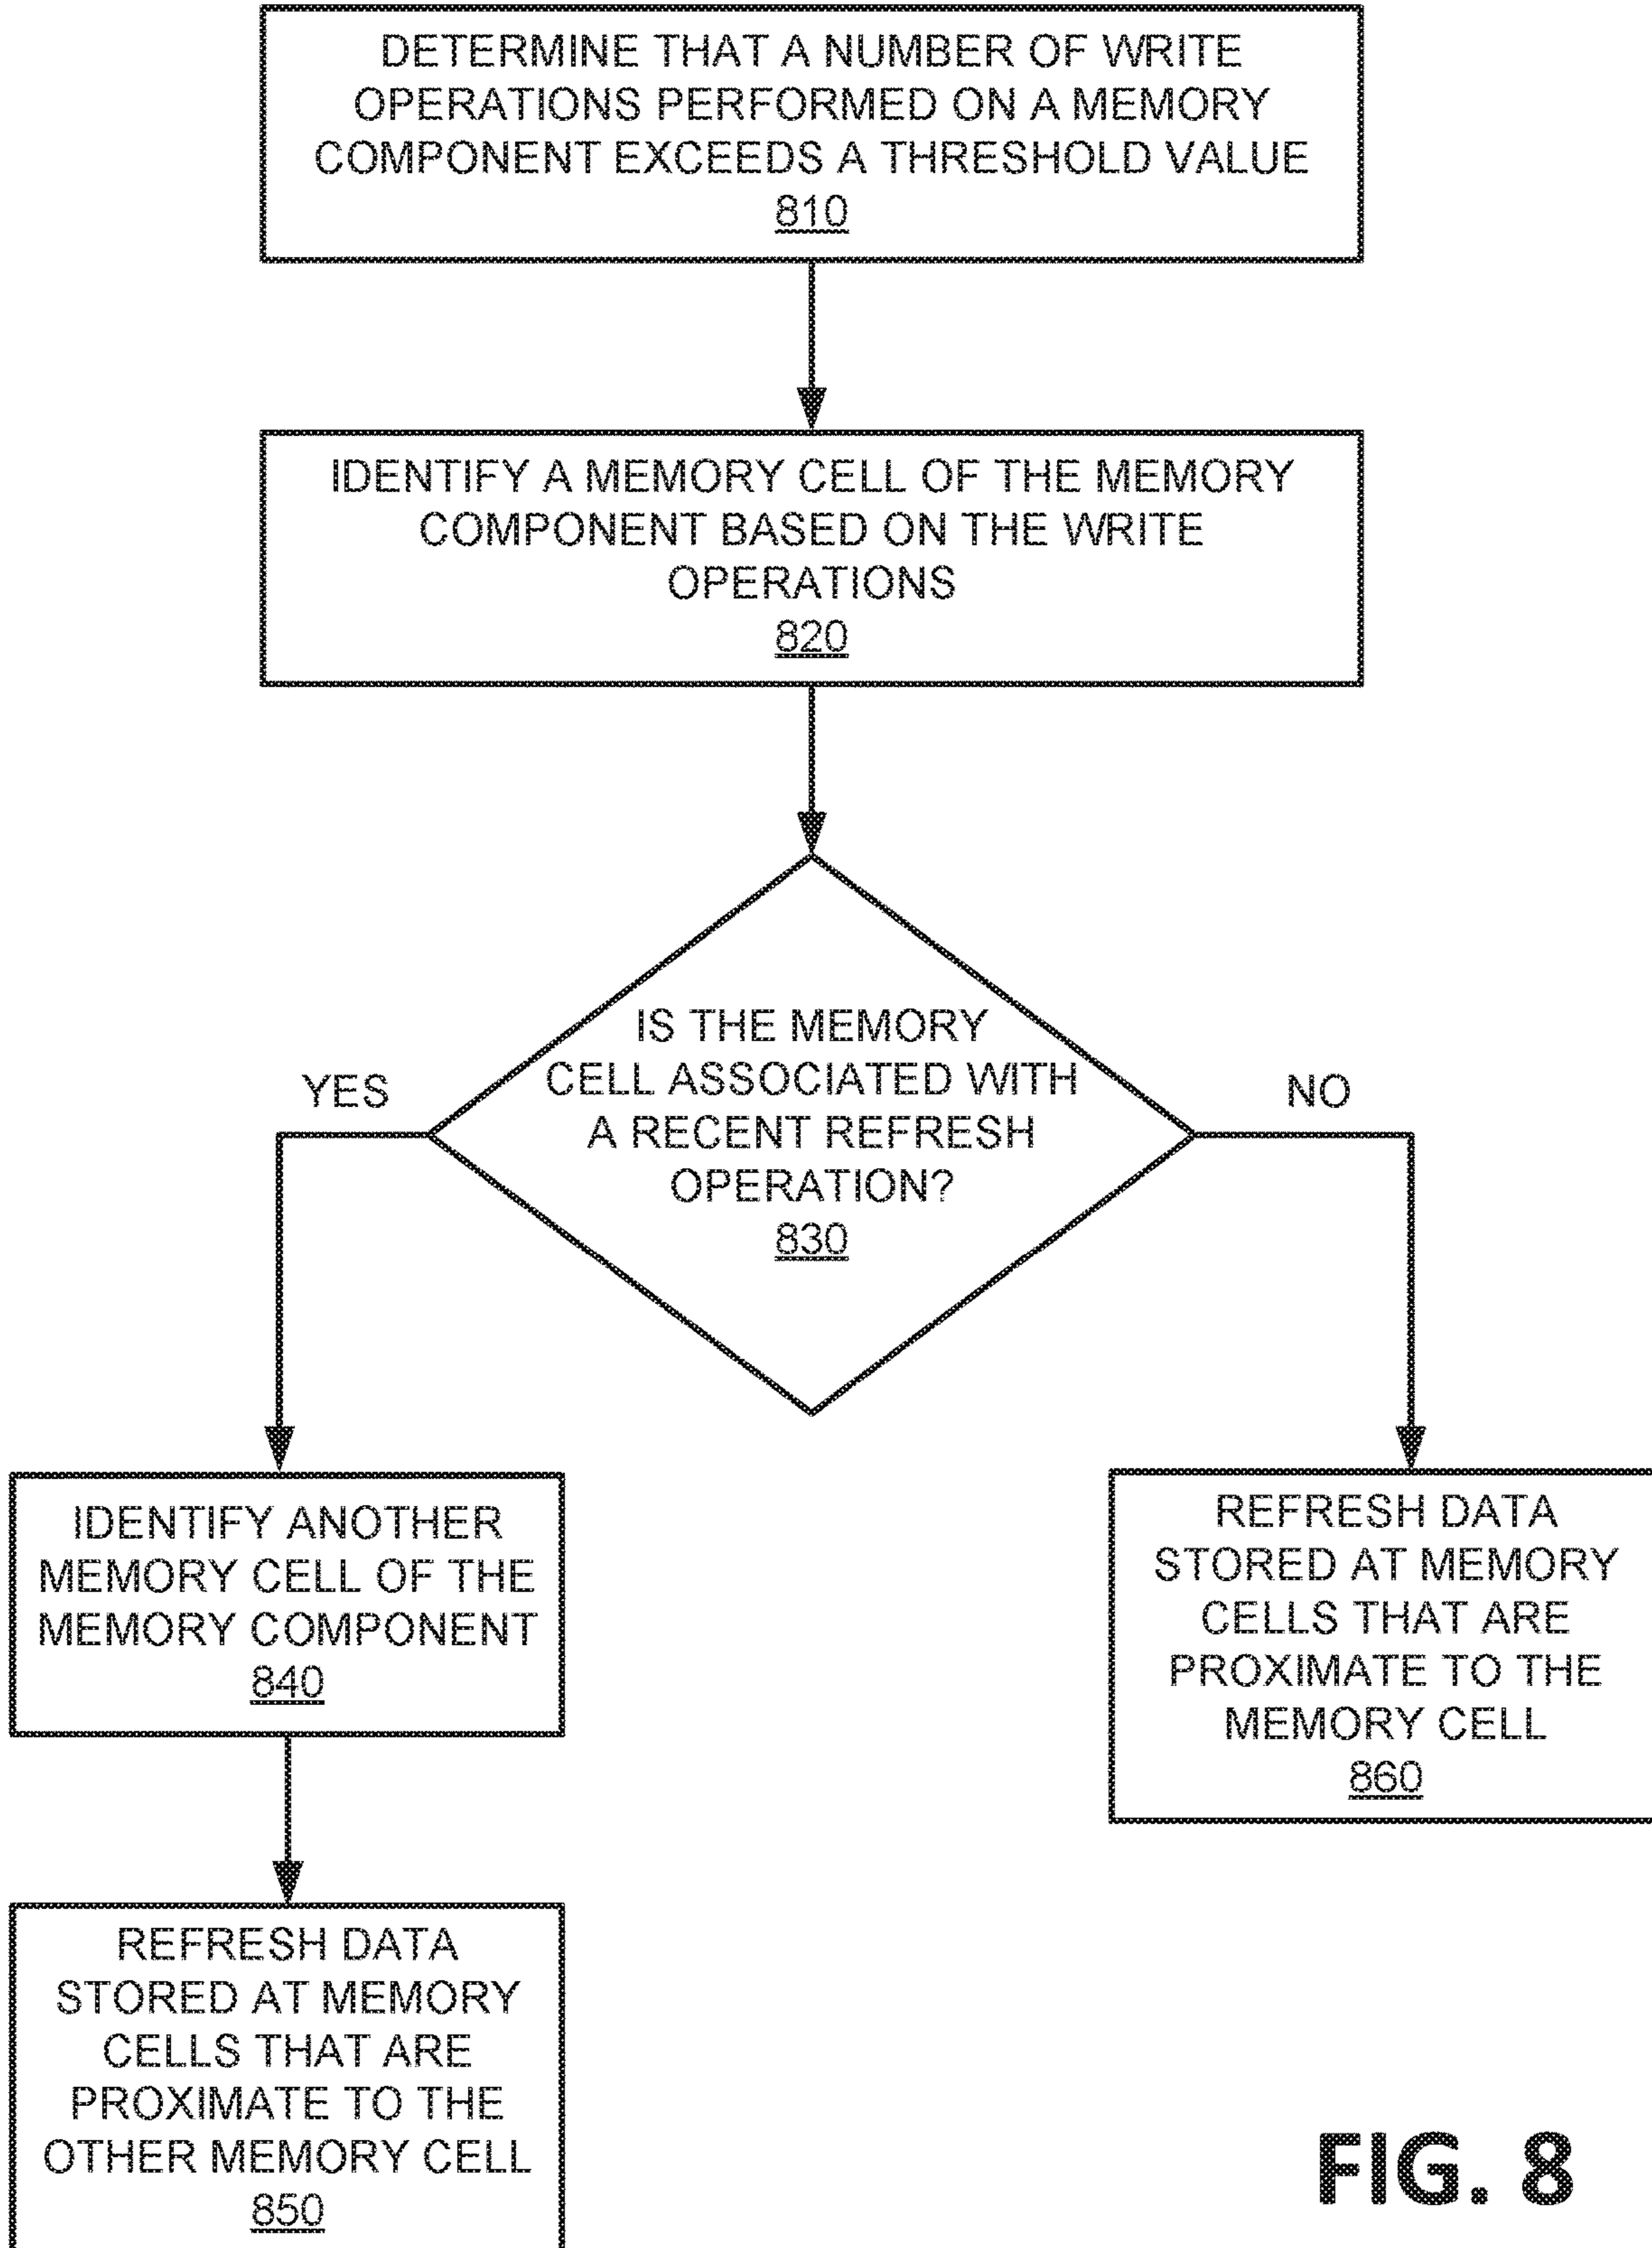 DETERMINE THAT A NUMBER OF WRITE
OPERATIONS PERFORMED ON A MEMORY
COMPONENT EXCEEDS A THRESHOLD VALUE
810
IDENTIFY A MEMORY CELL OF THE MEMORY
COMPONENT BASED ON THE WRITE
OPERATIONS
820
IS THE MEMORY
CELL ASSOCIATED WITH
A RECENT REFRESH
OPERATION?
830
YES
NO
IDENTIFY ANOTHER
MEMORY CELL OF THE
MEMORY COMPONENT
840
REFRESH DATA
STORED AT MEMORY
CELLS THAT ARE
PROXIMATE TO THE
MEMORY CELL
860
REFRESH DATA
STORED AT MEMORY
CELLS THAT ARE
PROXIMATE TO THE
OTHER MEMORY CELL
850
FIG. 8